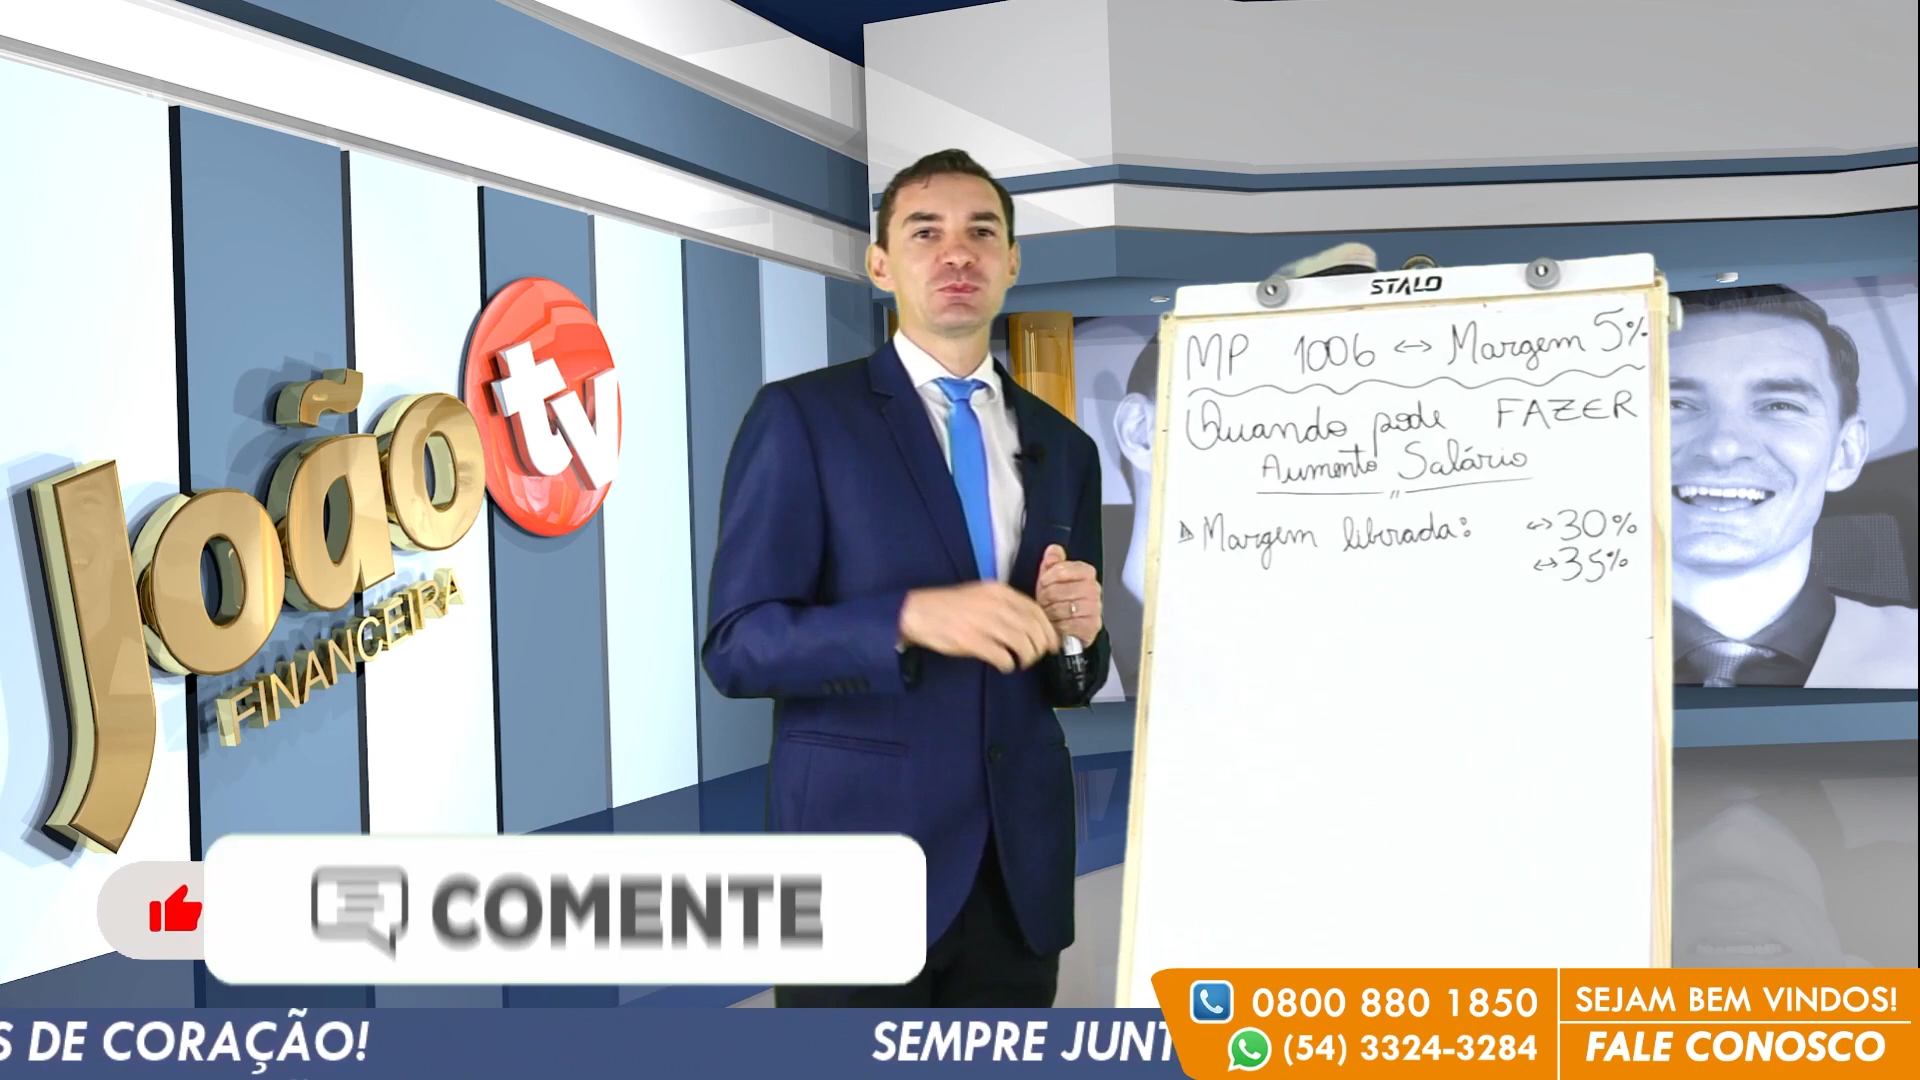 João
tv
FINANCEIRA
STALO
MP 1006 ↔ Margem 5%
Quando pode FAZER
Aumento Salário
Margem liberada: ↔30%
↔35%
COMENTE
S DE CORAÇÃO!
SEMPRE JUNT
0800 880 1850
(54) 3324-3284
SEJAM BEM VINDOS!
FALE CONOSCO